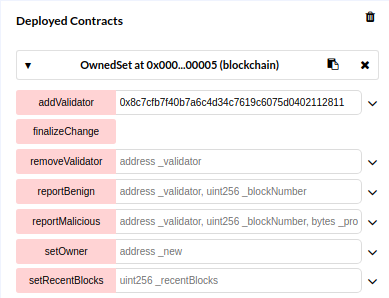 Deployed Contracts
OwnedSet at 0x000...00005 (blockchain)
addValidator 0x8c7cfb7f40b7a6c4d34c7619c6075d0402112811
finalizeChange
removeValidator address _validator
reportBenign address _validator, uint256 _blockNumber
reportMalicious address _validator, uint256 _blockNumber, bytes _pro
setOwner address _new
setRecentBlocks uint256 _recentBlocks